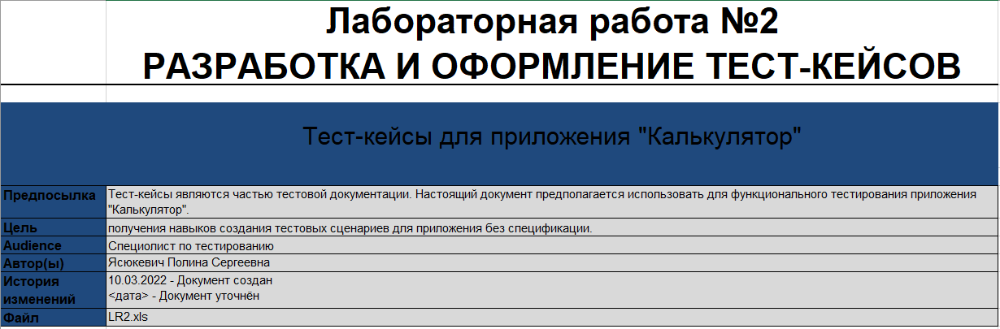 Лабораторная работа №2
РАЗРАБОТКА И ОФОРМЛЕНИЕ ТЕСТ-КЕЙСОВ
Тест-кейсы для приложения "Калькулятор"
Предпосылка Тест-кейсы являются частью тестовой документации. Настоящий документ предполагается использовать для функционального тестирования приложения
"Калькулятор".
Цель получения навыков создания тестовых сценариев для приложения без спецификации.
Audience Специолист по тестированию
Автор(ы) Ясюкевич Полина Сергеевна
История 10.03.2022 - Документ создан
изменений <дата> - Документ уточнён
Файл LR2.xls